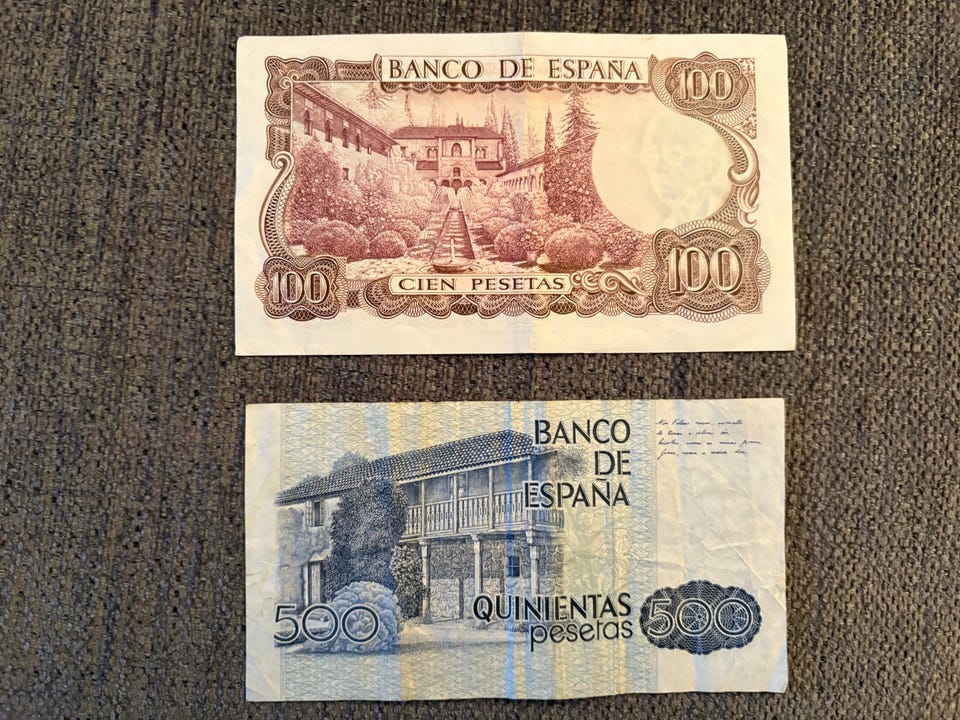 BANCO DE ESPAÑA
100
100
CIEN PESETAS
100
BANCO
DE
ESPAÑA
500
QUINIENTAS
pesetas
500